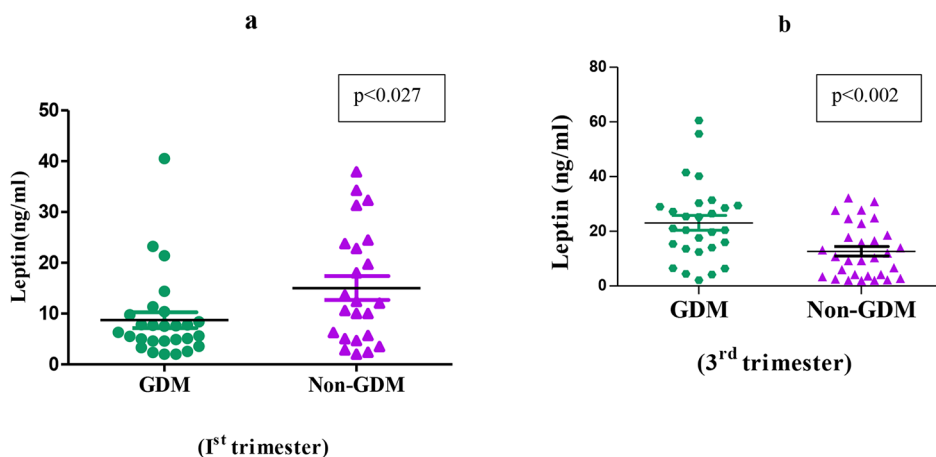 a
p<0.027
Leptin(ng/ml)
50
40
30
20
10
0
GDM
Non-GDM
(Ist trimester)
b
p<0.002
Leptin (ng/ml)
80
60
40
20
0
GDM
Non-GDM
(3rd trimester)